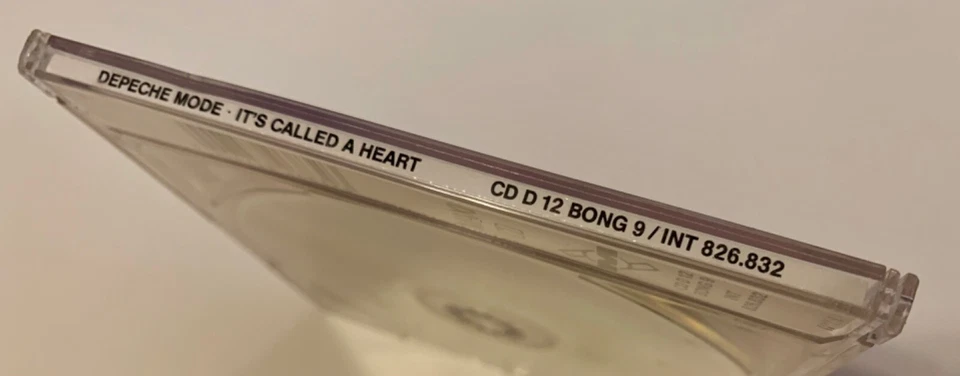 DEPECHE MODE · IT'S CALLED A HEART CD D 12 BONG 9 / INT 826.832